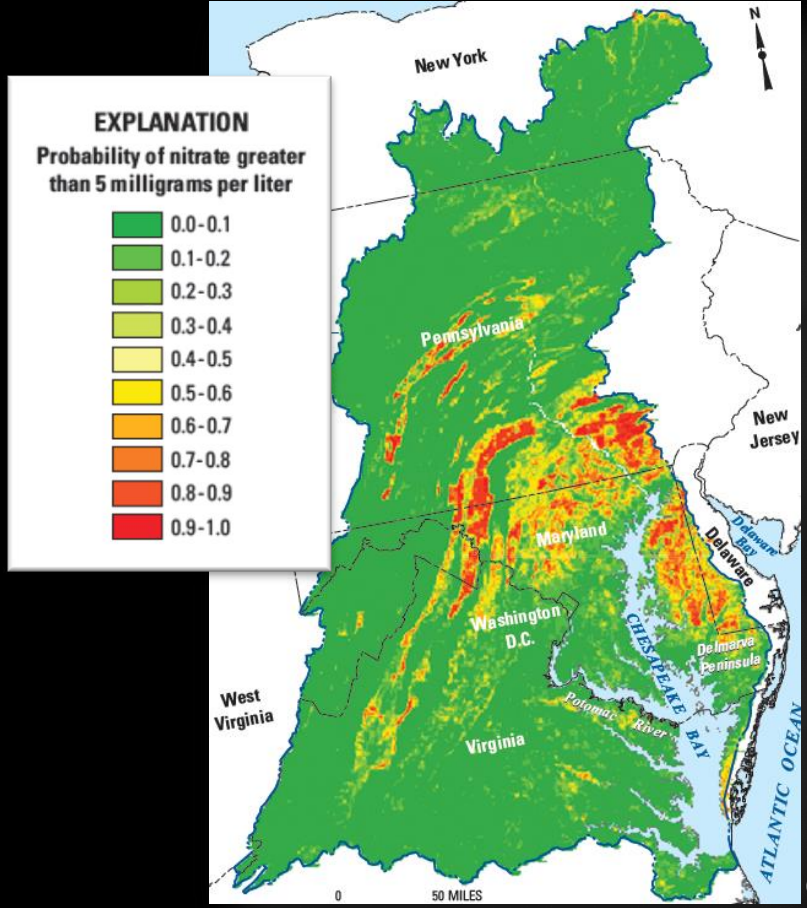 EXPLANATION
Probability of nitrate greater
than 5 milligrams per liter
0.0-0.1
0.1-0.2
0.2-0.3
0.3-0.4
0.4-0.5
0.5-0.6
0.6-0.7
0.7-0.8
0.8-0.9
0.9-1.0
N
New York
Pennsylvania
New
Jersey
Maryland
Delaware
Bay
Delaware
Washington
D.C.
CHESAPEAKE BAY
Delmarva
Peninsula
West
Virginia
Potomac River
Virginia
ATLANTIC OCEAN
0 50 MILES